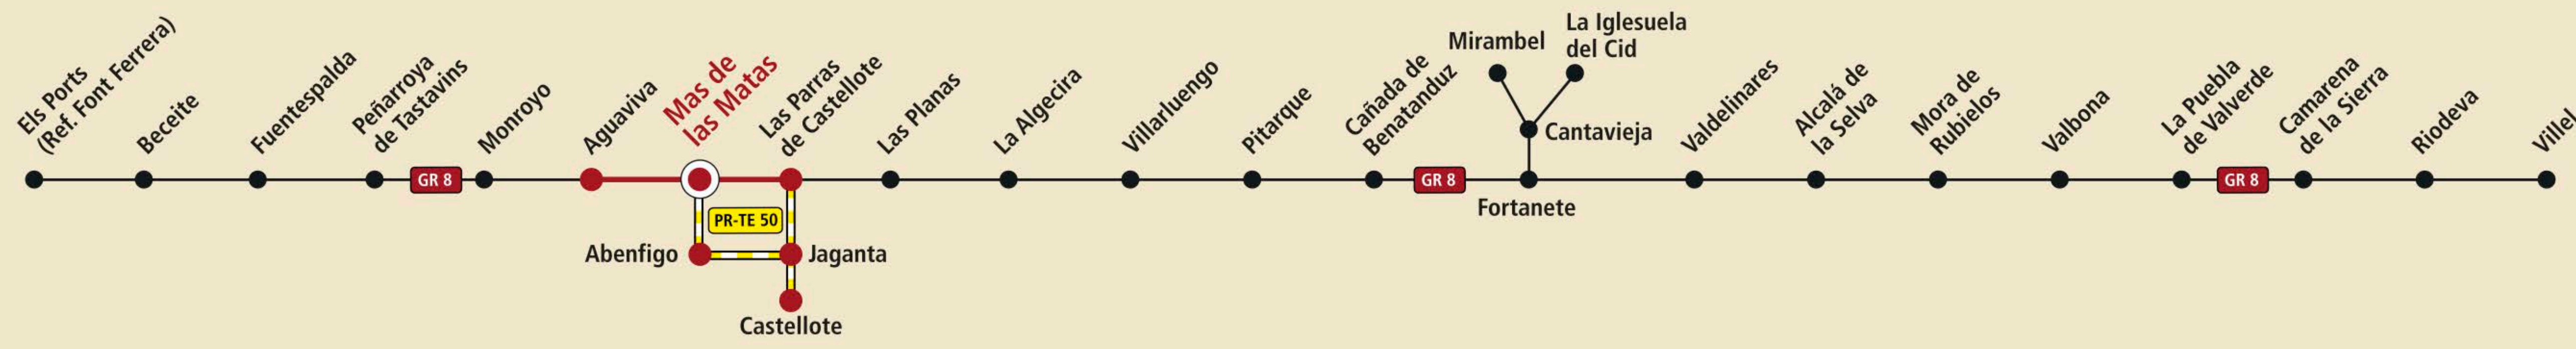 Els Ports
(Ref. Font Ferrera)
Beceite
Fuentespalda
Peñarroya
de Tastavins
GR 8
Monroyo
Aguaviva
Mas de
las Matas
Las Parras
de Castellote
PR-TE 50
Abenfigo
Jaganta
Castellote
Las Planas
La Algecira
Villarluengo
Pitarque
Cañada de
Benatanduz
GR 8
Mirambel
La Iglesuela
del Cid
Cantavieja
Fortanete
Valdelinares
Alcalá de
la Selva
Mora de
Rubielos
Valbona
La Puebla
de Valverde
GR 8
Camarena
de la Sierra
Riodeva
Villel